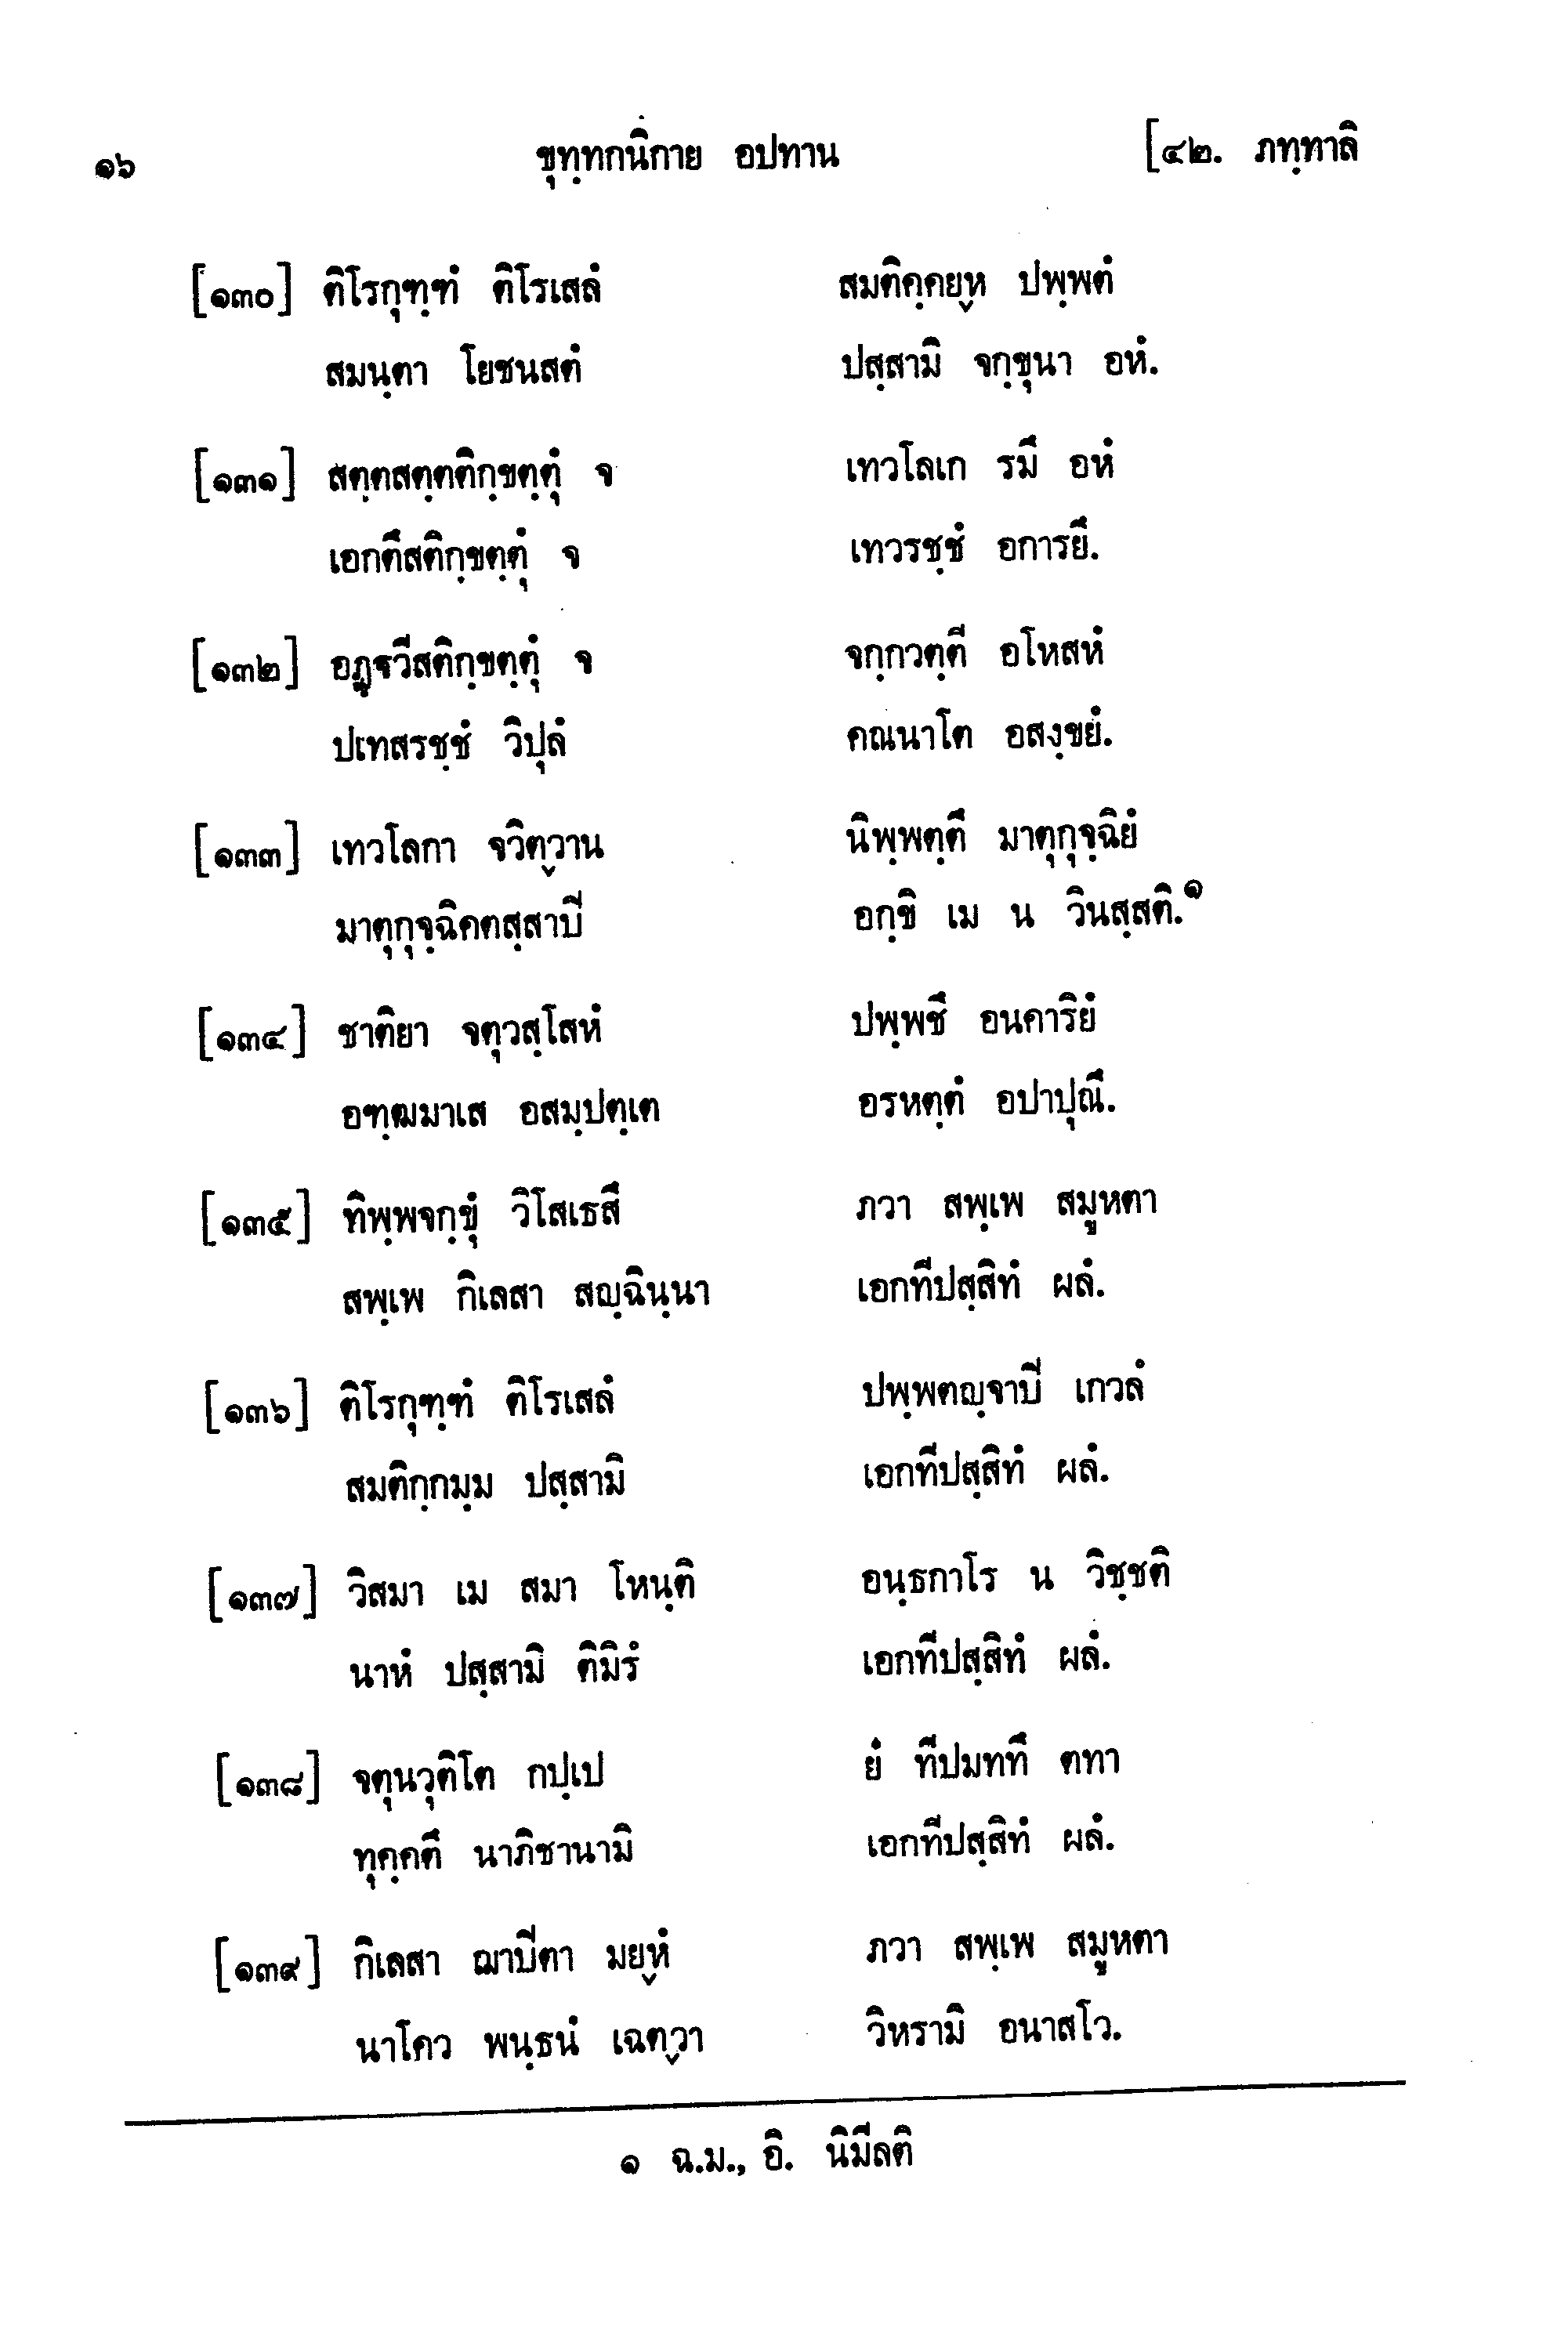 ๑๖ ขุทฺทกนิกาย อปทาน [๔๒. ภทฺทาลิ
[๑๓๐] ติโรกุฑฺฑํ ติโรเสลํ สมติคฺคยฺห ปพฺพตํ
สมนฺตา โยชนสตํ ปสฺสามิ จกฺขุนา อหํ.
[๑๓๑] สตฺตสตฺตติกฺขตฺตุํ จ เทวโลเก รมึ อหํ
เอกตึสติกฺขตฺตุํ จ เทวรชฺชํ อการยึ.
[๑๓๒] อฏฺฐวีสติกฺขตฺตุํ จ จกฺกวตฺตี อโหสหํ
ปเทสรชฺชํ วิปุลํ คณนาโต อสงฺขยํ.
[๑๓๓] เทวโลกา จวิตฺวาน นิพฺพตฺตึ มาตุกุจฺฉิยํ
มาตุกุจฺฉิคตสฺสาปี อกฺขิ เม น วินสฺสติ.๑
[๑๓๔] ชาติยา จตุวสฺโสหํ ปพฺพชึ อนคาริยํ
อฑฺฒมาเส อสมฺปตฺเต อรหตฺตํ อปาปุณึ.
[๑๓๕] ทิพฺพจกฺขุํ วิโสเธสึ ภวา สพฺเพ สมูหตา
สพฺเพ กิเลสา สญฺฉินฺนา เอกทีปสฺสิทํ ผลํ.
[๑๓๖] ติโรกุฑฺฑํ ติโรเสลํ ปพฺพตญฺจาปี เกวลํ
สมติกฺกมฺม ปสฺสามิ เอกทีปสฺสิทํ ผลํ.
[๑๓๗] วิสมา เม สมา โหนฺติ อนฺธกาโร น วิชฺชติ
นาหํ ปสฺสามิ ติมิรํ เอกทีปสฺสิทํ ผลํ.
[๑๓๘] จตุนวุติโต กปฺเป ยํ ทีปมททึ ตทา
ทุคฺคตึ นาภิชานามิ เอกทีปสฺสิทํ ผลํ.
[๑๓๙] กิเลสา ฌาปีตา มยฺหํ ภวา สพฺเพ สมูหตา
นาโคว พนฺธนํ เฉตฺวา วิหรามิ อนาสโว.
๑ ฉ.ม., อิ. นิมีลติ